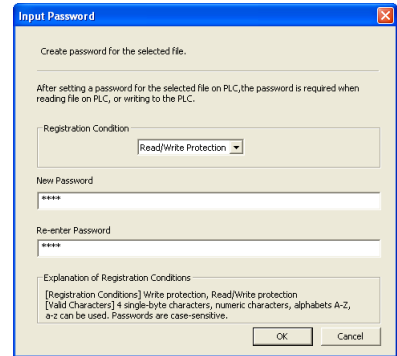 Input Password
Create password for the selected file.
After setting a password for the selected file on PLC,the password is required when
reading file on PLC, or writing to the PLC.
Registration Condition
Read/Write Protection
New Password
****
Re-enter Password
****
Explanation of Registration Conditions
[Registration Conditions] Write protection, Read/Write protection
[Valid Characters] 4 single-byte characters, numeric characters, alphabets A-Z,
a-z can be used. Passwords are case-sensitive.
OK Cancel